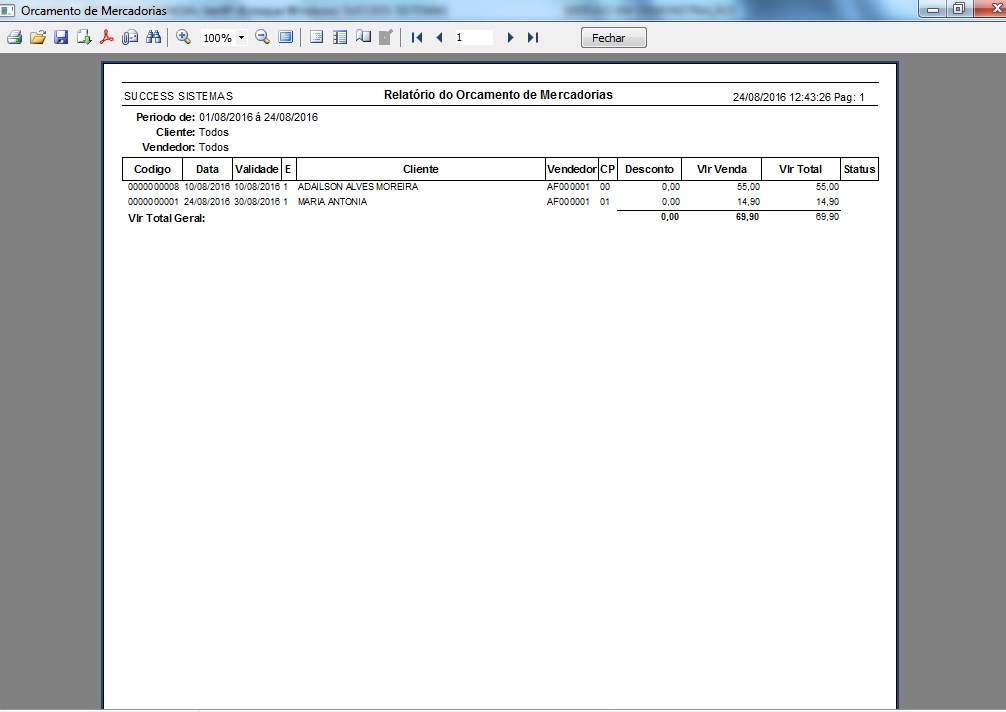 Orcamento de Mercadorias
100%
1
Fechar
SUCCESS SISTEMAS Relatório do Orcamento de Mercadorias 24/08/2016 12:43:26 Pag: 1
Periodo de: 01/08/2016 á 24/08/2016
Cliente: Todos
Vendedor: Todos
Codigo Data Validade E Cliente Vendedor CP Desconto Vlr Venda Vlr Total Status
0000000008 10/08/2016 10/08/2016 1 ADAILSON ALVES MOREIRA AF000001 00 0,00 55,00 55,00
0000000001 24/08/2016 30/08/2016 1 MARIA ANTONIA AF000001 01 0,00 14,90 14,90
Vlr Total Geral: 0,00 69,90 69,90